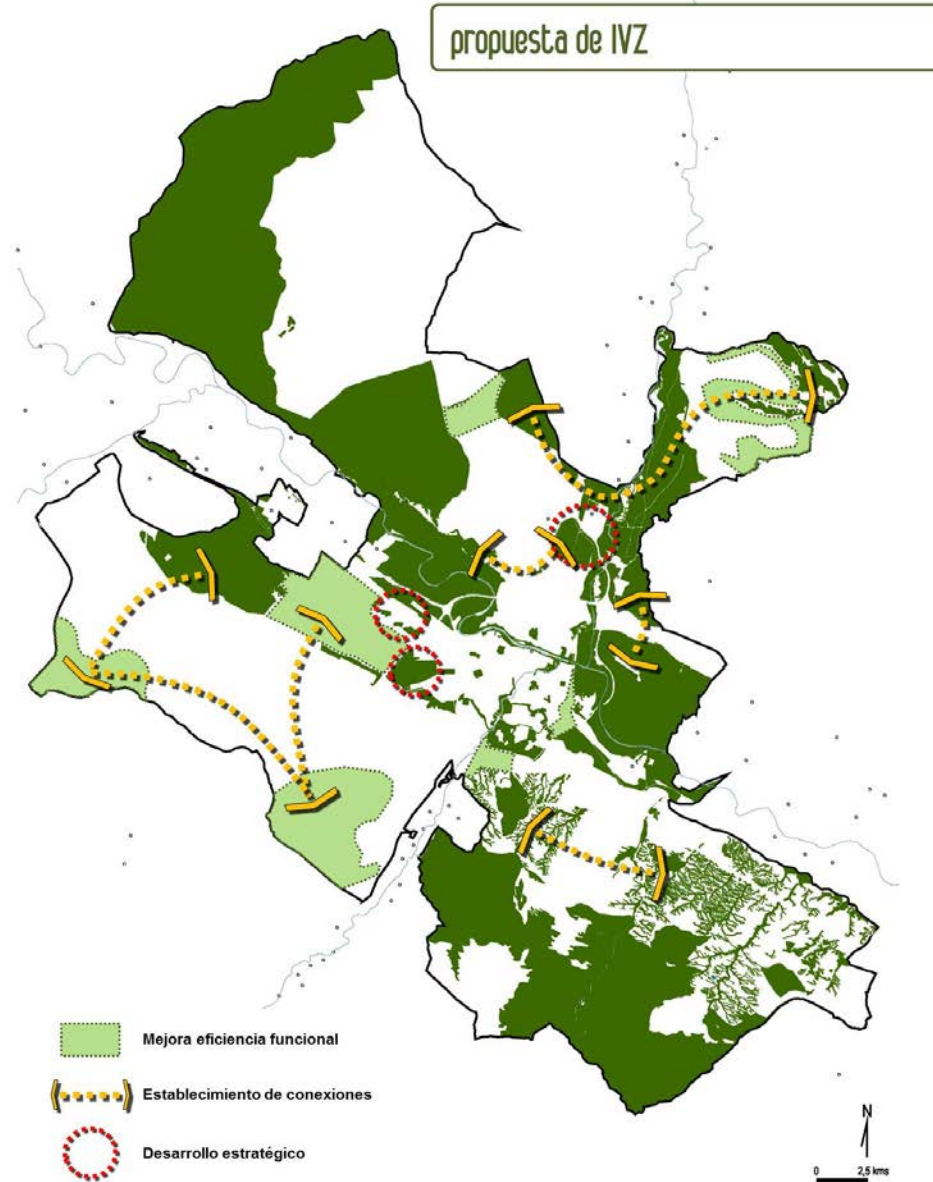 propuesta de IVZ
Mejora eficiencia funcional
Establecimiento de conexiones
Desarrollo estratégico
N
0 2,5 kms